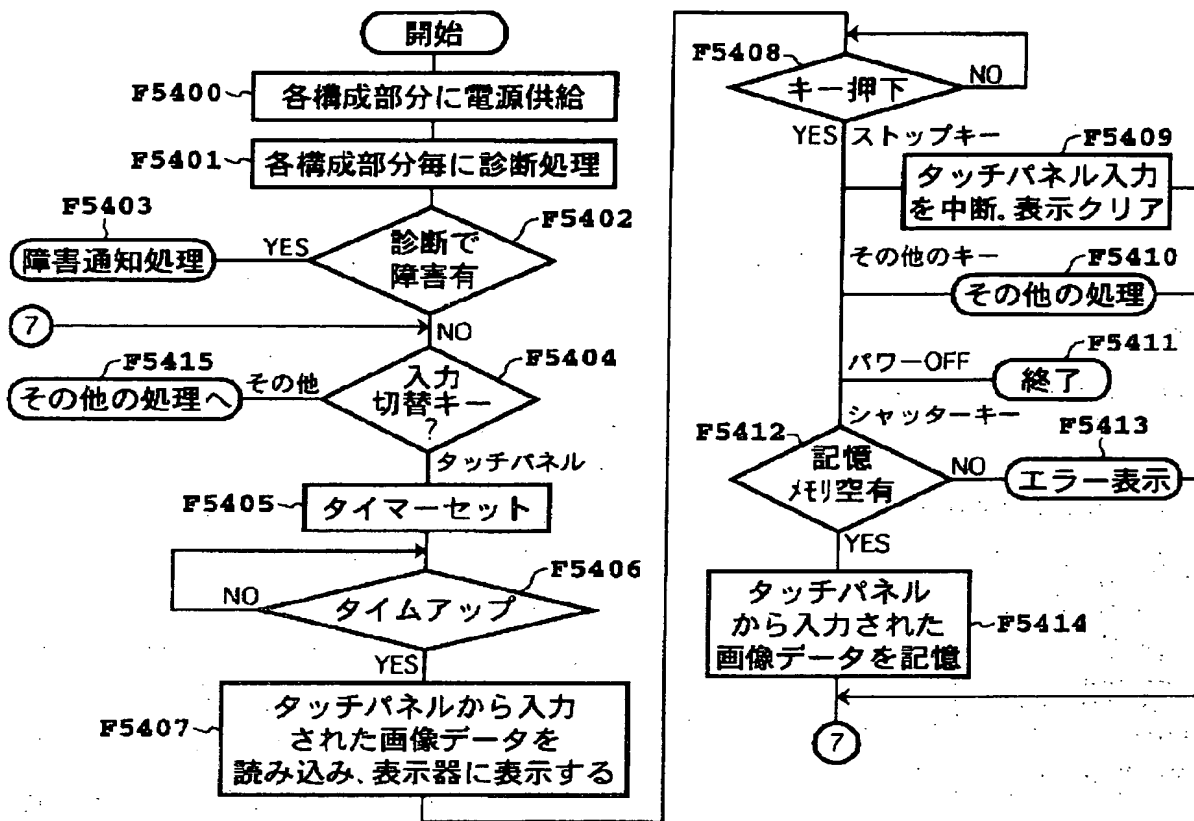 開始
F5400
各構成部分に電源供給
F5401
各構成部分毎に診断処理
F5403
障害通知処理
YES
F5402
診断で
障害有
7
NO
F5415
その他の処理へ
その他
F5404
入力
切替キー
?
タッチパネル
F5405
タイマーセット
F5406
NO
タイムアップ
YES
F5407
タッチパネルから入力
された画像データを
読み込み、表示器に表示する
F5408
キー押下
NO
YES
ストップキー
F5409
タッチパネル入力
を中断。表示クリア
その他のキー
F5410
その他の処理
パワーOFF
F5411
終了
シャッターキー
F5412
記憶
メモリ空有
NO
F5413
エラー表示
YES
タッチパネル
から入力された
画像データを記憶
F5414
7